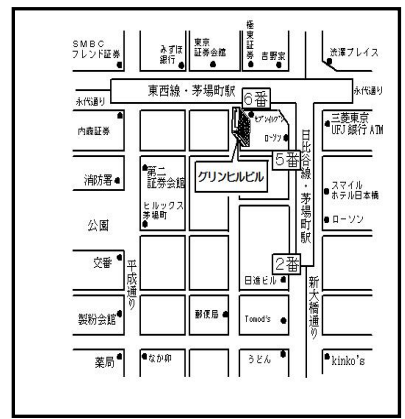 SMBC
フレンド証券
みずほ
銀行
東京
証券会館
極東証券
吉野家
渋澤プレイス
永代通り
東西線・茅場町駅
6番
永代通り
内藤証券
セブンイレブン
ローソン
三菱東京
UFJ銀行ATM
5番
日比谷線・茅場町駅
消防署
第二
証券会館
グリンヒルビル
スマイル
ホテル日本橋
ヒルックス
茅場町
ローソン
公園
交番
平成通り
2番
日進ビル
新大橋通り
製粉会館
郵便局
Tomod's
薬局
なか卯
うどん
kinko's